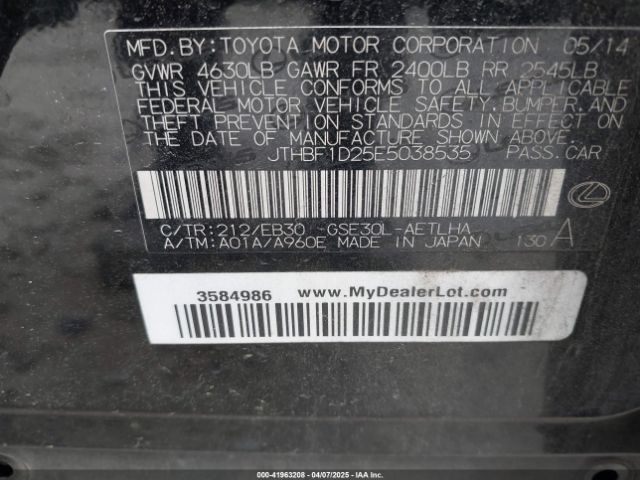 MFD. BY: TOYOTA MOTOR CORPORATION 05/14
GVWR 4630LB GAWR FR 2400LB RR 2545LB
THIS VEHICLE CONFORMS TO ALL APPLICABLE
FEDERAL MOTOR VEHICLE SAFETY, BUMPER, AND
THEFT PREVENTION STANDARDS IN EFFECT ON
THE DATE OF MANUFACTURE SHOWN ABOVE.
JTHBF1D25E5038535 PASS. CAR
C/TR: 212/EB30 -GSE30L-AETLHA
A/TM: A01A/A960E MADE IN JAPAN 130 A
3584986 www.MyDealerLot.com
000-41963208 - 04/07/2025 - IAAI.COM